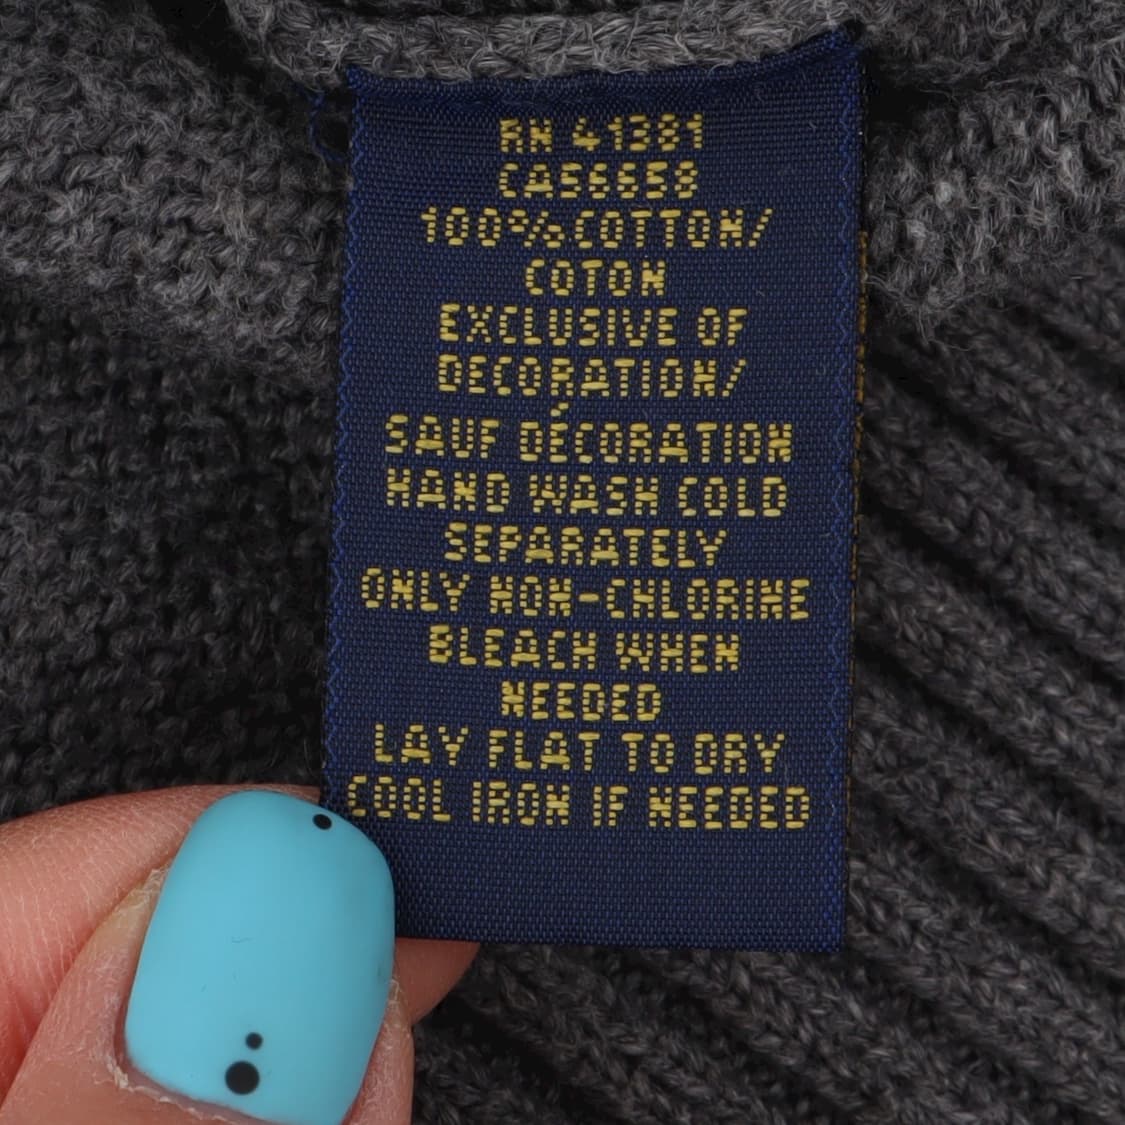 RN 41381
CA56658
100% COTTON/
COTON
EXCLUSIVE OF
DECORATION/
SAUF DÉCORATION
HAND WASH COLD
SEPARATELY
ONLY NON-CHLORINE
BLEACH WHEN
NEEDED
LAY FLAT TO DRY
COOL IRON IF NEEDED